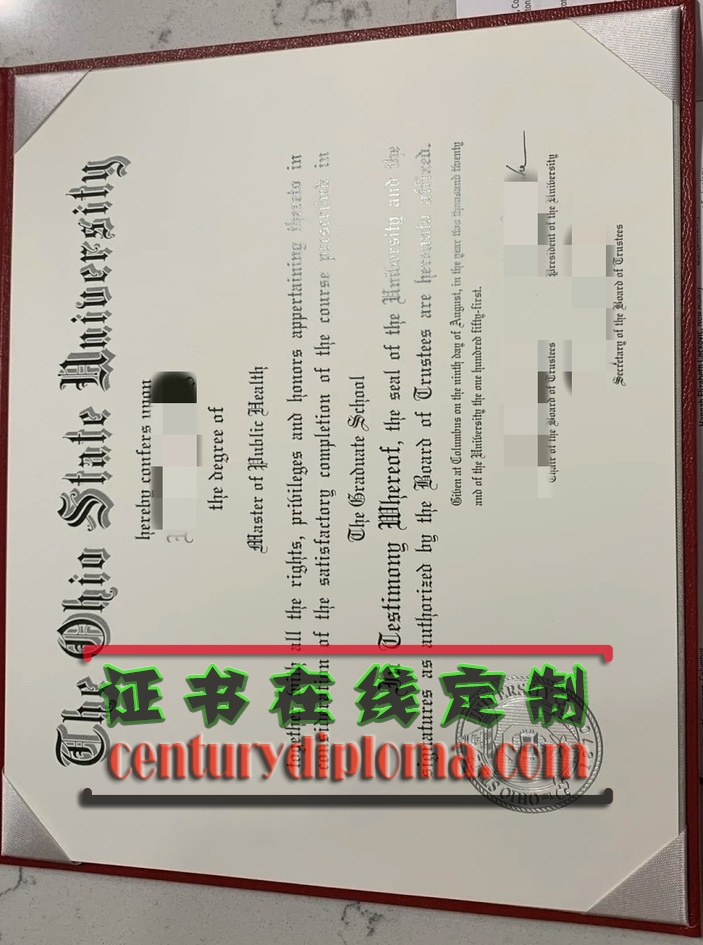 The Ohio State University
hereby confers upon
the degree of
Master of Public Health
together with all the rights, privileges and honors appertaining thereto in
consideration of the satisfactory completion of the course prescribed in
The Graduate School
In Testimony Whereof, the seal of the University and the
signatures as authorized by the Board of Trustees are hereunto affixed.
Given at Columbus on the ninth day of August, in the year two thousand twenty
and of the University the one hundred fifty-first.
President of the University
Chair of the Board of Trustees
Secretary of the Board of Trustees
证书在线定制
centurydiploma.com